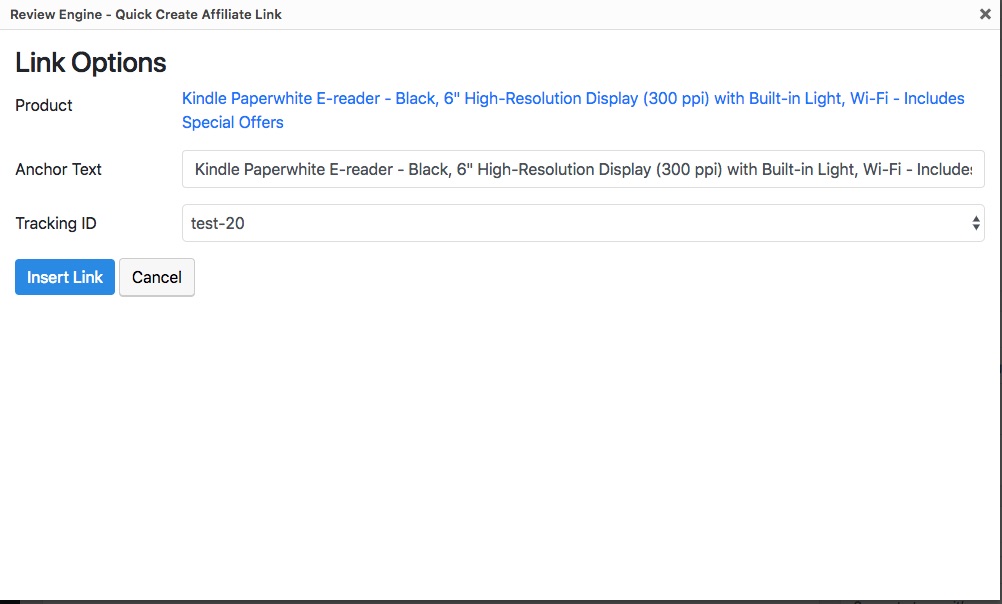 Review Engine - Quick Create Affiliate Link
Link Options
Product
Kindle Paperwhite E-reader - Black, 6" High-Resolution Display (300 ppi) with Built-in Light, Wi-Fi - Includes
Special Offers
Anchor Text
Kindle Paperwhite E-reader - Black, 6" High-Resolution Display (300 ppi) with Built-in Light, Wi-Fi - Includes
Tracking ID
test-20
Insert Link
Cancel